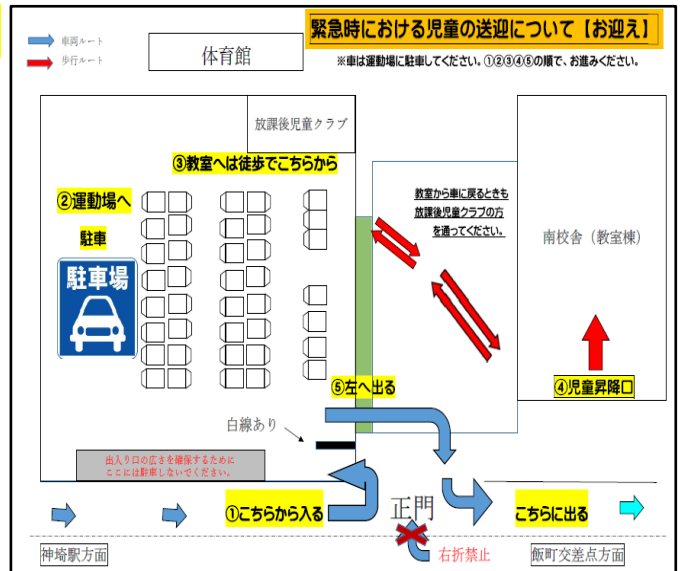 緊急時における児童の送迎について【お迎え】
車両ルート
歩行ルート
体育館
※車は運動場に駐車してください。①②③④⑤の順で、お進みください。
放課後児童クラブ
③教室へは徒歩でこちらから
②運動場へ
駐車
駐車場
教室から車に戻るときも
放課後児童クラブの方
を通ってください。
南校舎（教室棟）
⑤左へ出る
④児童昇降口
白線あり
出入り口の広さを確保するために
ここには駐車しないでください。
①こちらから入る
正門
こちらに出る
神埼駅方面
右折禁止
飯町交差点方面